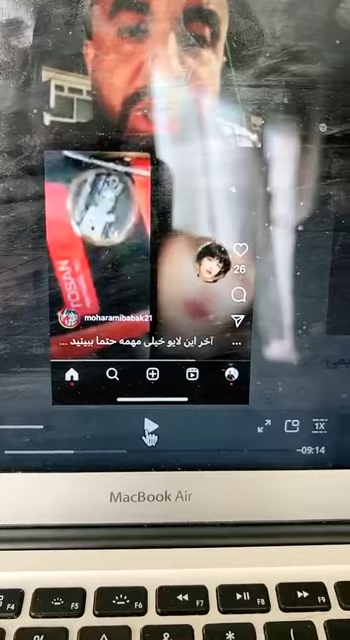 TOSAN
26
moharamibabak21
آخر این لایو خیلی مهمه حتما ببینید ...
1X
-09:14
MacBook Air
F4
F5
F6
F7
F8
F9
%
&
*
(